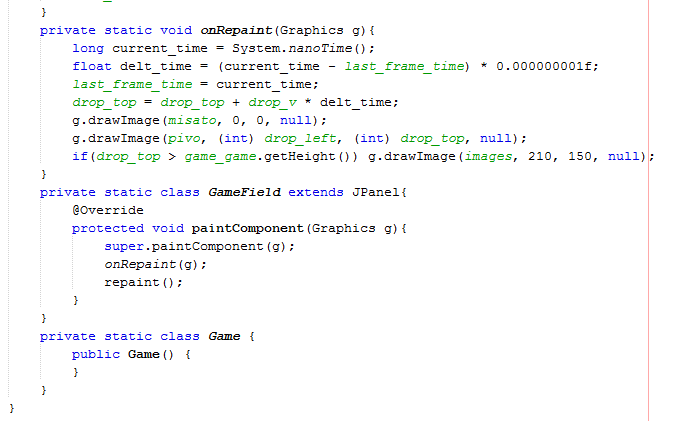 }
private static void onRepaint(Graphics g){
long current_time = System.nanoTime();
float delt_time = (current_time - last_frame_time) * 0.000000001f;
last_frame_time = current_time;
drop_top = drop_top + drop_v * delt_time;
g.drawImage(misato, 0, 0, null);
g.drawImage(pivo, (int) drop_left, (int) drop_top, null);
if(drop_top > game_game.getHeight()) g.drawImage(images, 210, 150, null);
}
private static class GameField extends JPanel{
@Override
protected void paintComponent(Graphics g){
super.paintComponent(g);
onRepaint(g);
repaint();
}
}
private static class Game {
public Game() {
}
}
}